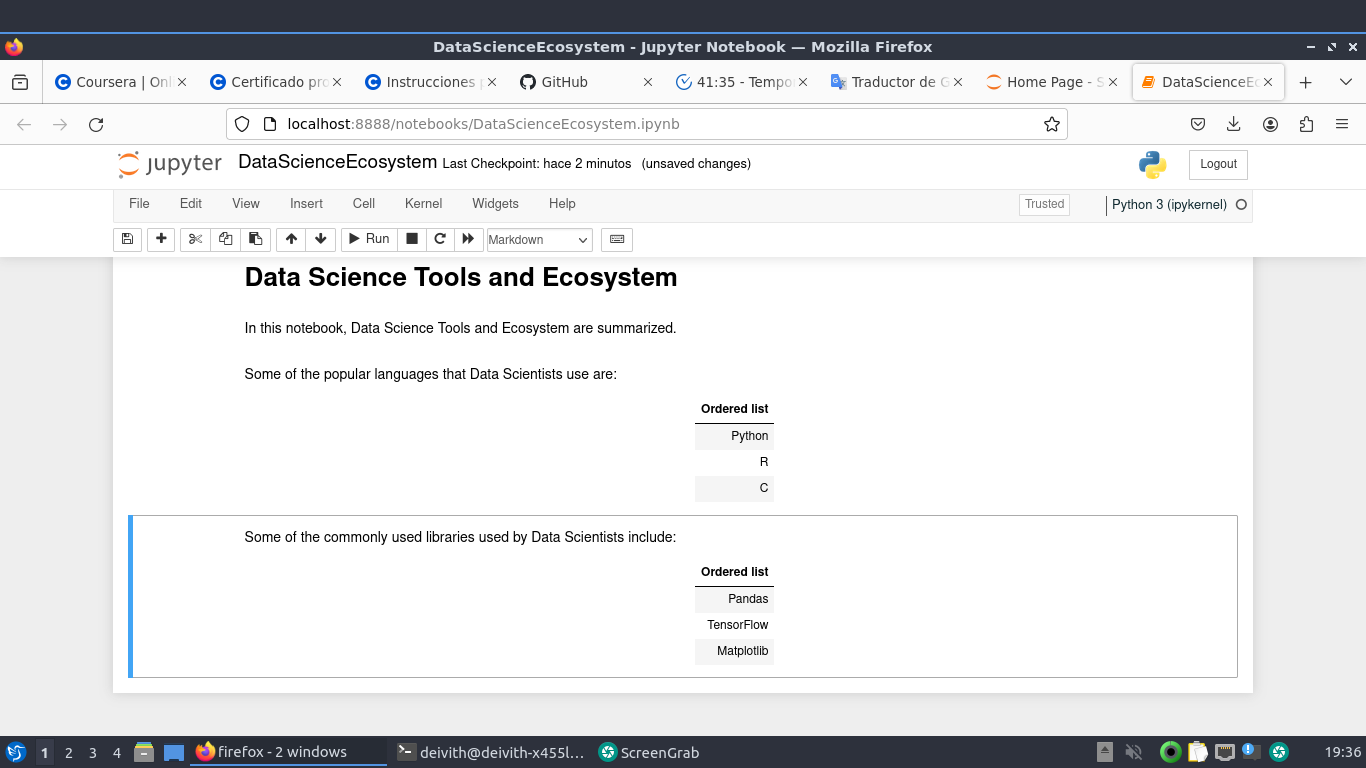 DataScienceEcosystem - Jupyter Notebook — Mozilla Firefox
Coursera | Onl
Certificado pro
Instrucciones p
GitHub
41:35 - Tempo
Traductor de G
Home Page - S
DataScienceEc
localhost:8888/notebooks/DataScienceEcosystem.ipynb
jupyter DataScienceEcosystem Last Checkpoint: hace 2 minutos (unsaved changes) Logout
File Edit View Insert Cell Kernel Widgets Help Trusted Python 3 (ipykernel)
Run Markdown
Data Science Tools and Ecosystem
In this notebook, Data Science Tools and Ecosystem are summarized.
Some of the popular languages that Data Scientists use are:
Ordered list
Python
R
C
Some of the commonly used libraries used by Data Scientists include:
Ordered list
Pandas
TensorFlow
Matplotlib
1 2 3 4 firefox - 2 windows deivith@deivith-x455l... ScreenGrab 19:36